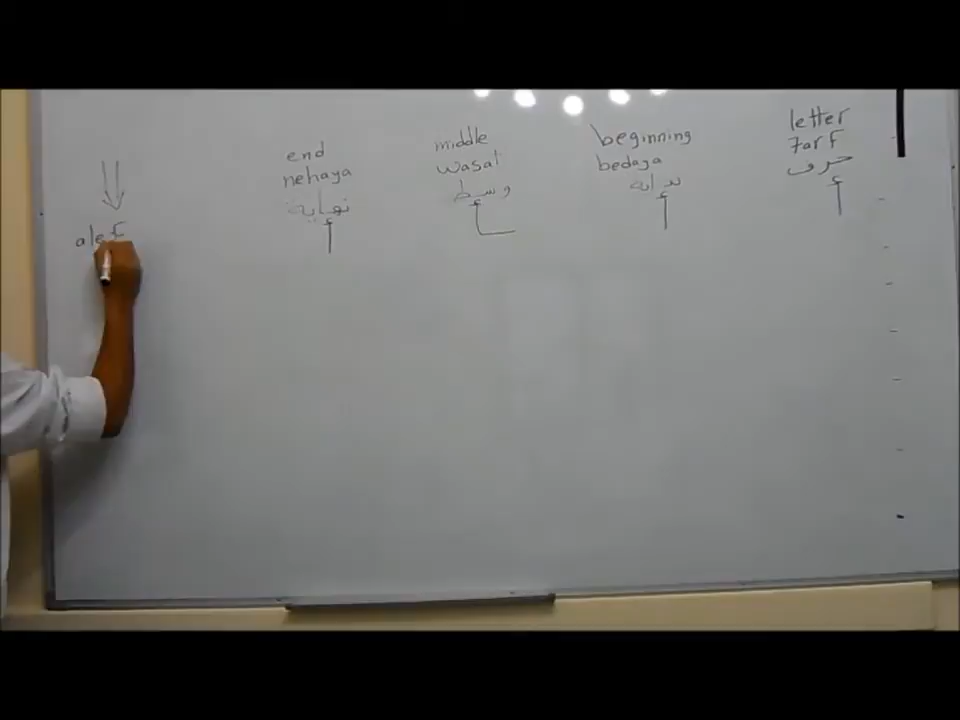 letter
7arf
حرف
أ
beginning
bedaya
بداية
أ
middle
wasat
وسط
ـأ
end
nehaya
نهاية
أ
alef